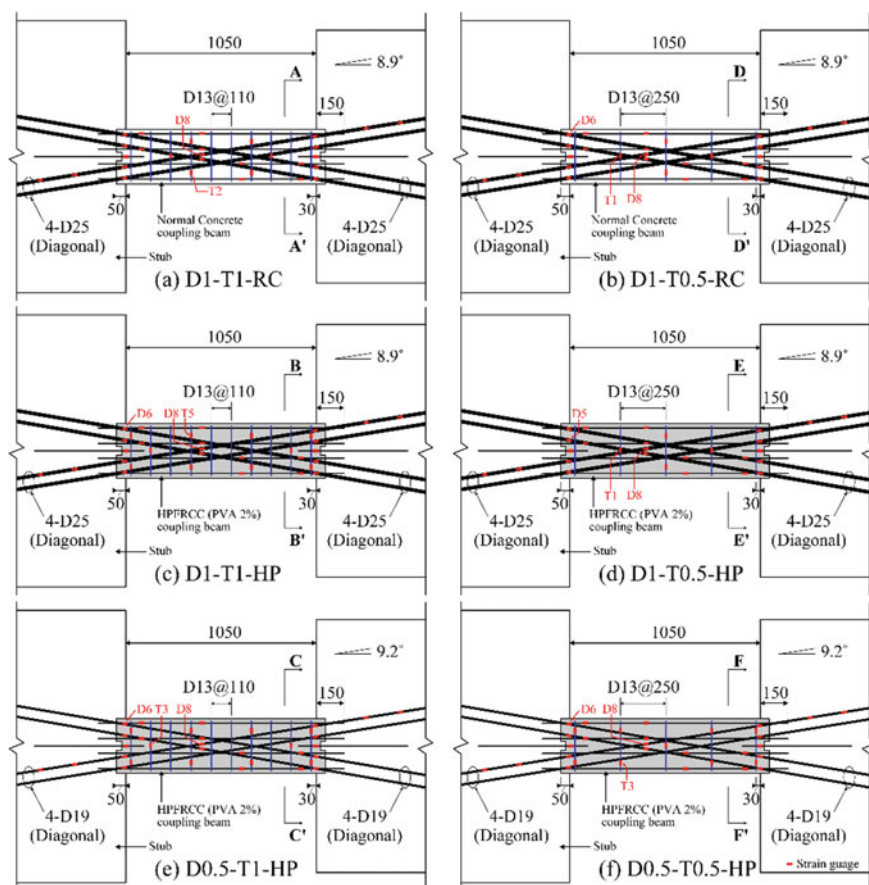 1050
8.9°
A
D13@110
150
D8
T2
50
30
4-D25
(Diagonal)
Normal Concrete
coupling beam
A'
4-D25
(Diagonal)
Stub
(a) D1-T1-RC
1050
8.9°
D
D13@250
150
D6
T1
D8
50
30
4-D25
(Diagonal)
Normal Concrete
coupling beam
D'
4-D25
(Diagonal)
Stub
(b) D1-T0.5-RC
1050
8.9°
B
D13@110
150
D6
D8
T5
50
30
4-D25
(Diagonal)
HPFRCC (PVA 2%)
coupling beam
B'
4-D25
(Diagonal)
Stub
(c) D1-T1-HP
1050
8.9°
E
D13@250
150
D5
T1
D8
50
30
4-D25
(Diagonal)
HPFRCC (PVA 2%)
coupling beam
E'
4-D25
(Diagonal)
Stub
(d) D1-T0.5-HP
1050
9.2°
C
D13@110
150
D6
T3
D8
50
30
4-D19
(Diagonal)
HPFRCC (PVA 2%)
coupling beam
C'
4-D19
(Diagonal)
Stub
(e) D0.5-T1-HP
1050
9.2°
F
D13@250
150
D6
D8
T3
50
30
4-D19
(Diagonal)
HPFRCC (PVA 2%)
coupling beam
F'
4-D19
(Diagonal)
Stub
(f) D0.5-T0.5-HP
Strain guage